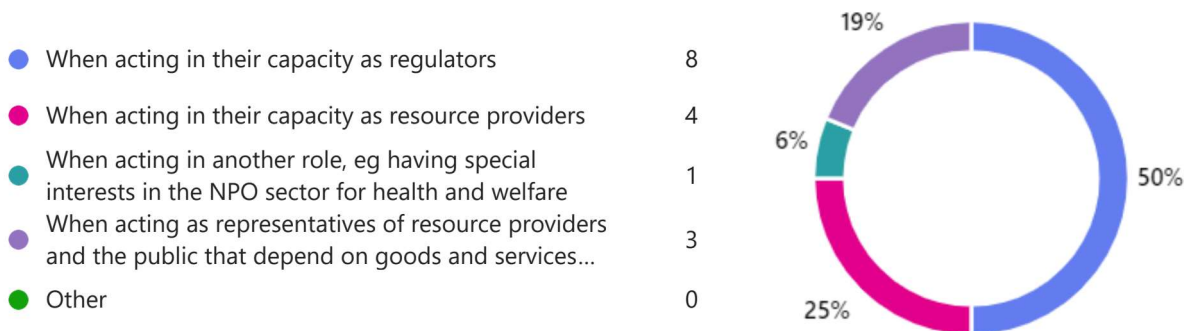 19%
When acting in their capacity as regulators 8
When acting in their capacity as resource providers 4
When acting in another role, eg having special
interests in the NPO sector for health and welfare 1
6%
50%
When acting as representatives of resource providers
and the public that depend on goods and services... 3
Other 0
25%